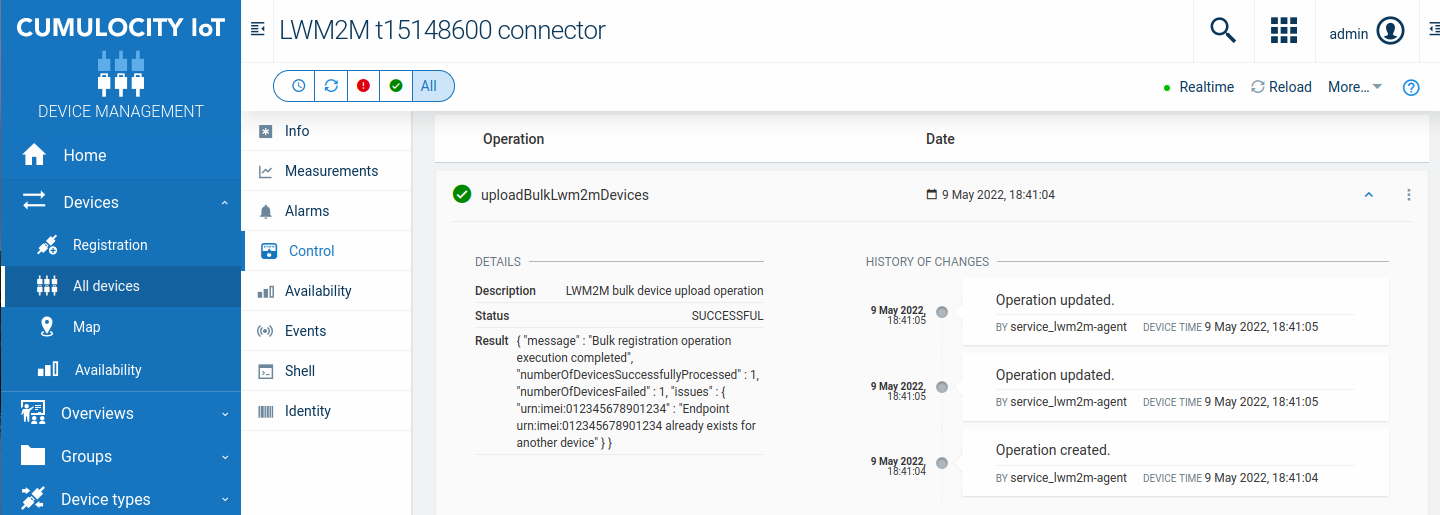 CUMULOCITY IoT
DEVICE MANAGEMENT
Home
Devices
Registration
All devices
Map
Availability
Overviews
Groups
Device types
LWM2M t15148600 connector
admin
All
Realtime
Reload
More...
Info
Measurements
Alarms
Control
Availability
Events
Shell
Identity
Operation Date
uploadBulkLwm2mDevices 9 May 2022, 18:41:04
DETAILS
Description LWM2M bulk device upload operation
Status SUCCESSFUL
Result { "message" : "Bulk registration operation
execution completed",
"numberOfDevicesSuccessfullyProcessed" : 1,
"numberOfDevicesFailed" : 1, "issues" : {
"urn:imei:012345678901234" : "Endpoint
urn:imei:012345678901234 already exists for
another device" } }
HISTORY OF CHANGES
9 May 2022,
18:41:05
Operation updated.
BY service_lwm2m-agent DEVICE TIME 9 May 2022, 18:41:05
9 May 2022,
18:41:05
Operation updated.
BY service_lwm2m-agent DEVICE TIME 9 May 2022, 18:41:05
9 May 2022,
18:41:04
Operation created.
BY service_lwm2m-agent DEVICE TIME 9 May 2022, 18:41:04